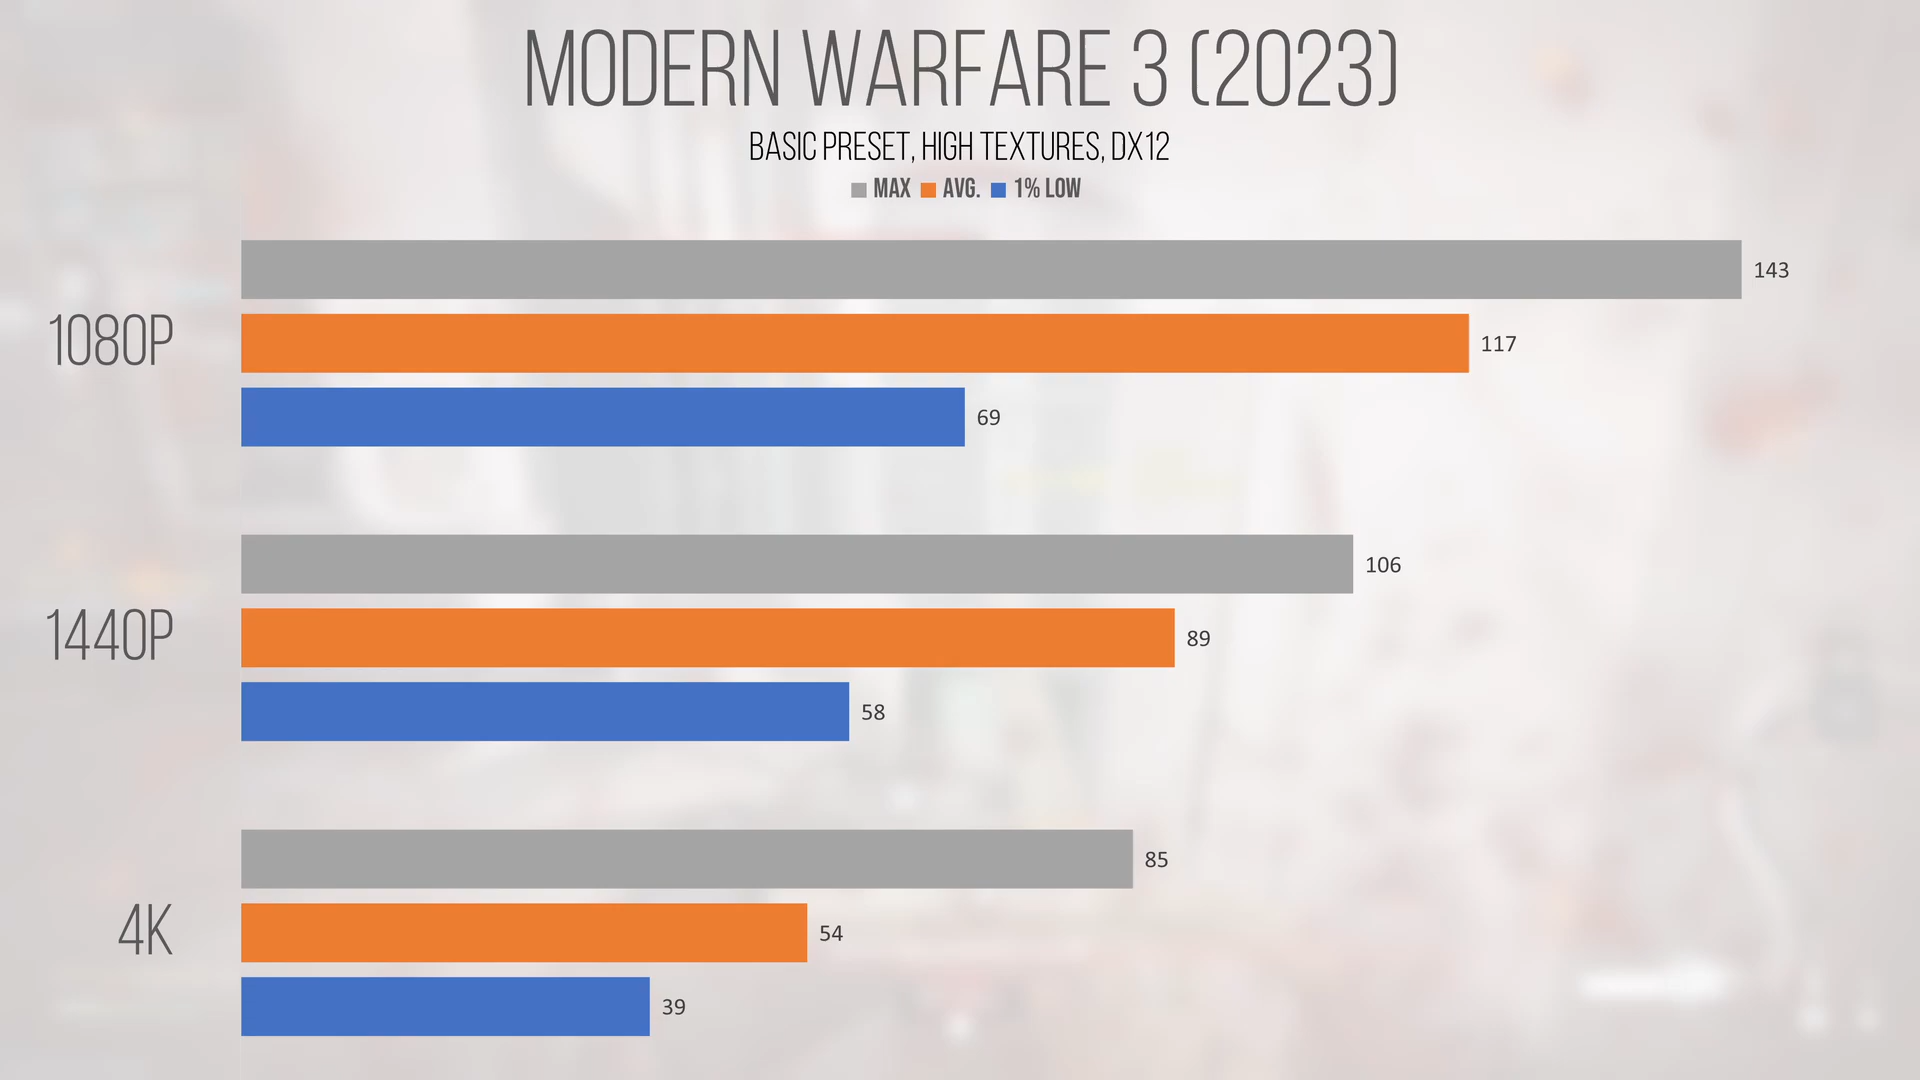 MODERN WARFARE 3 (2023)
BASIC PRESET, HIGH TEXTURES, DX12
MAX AVG. 1% LOW
143
1080P 117
69
106
1440P 89
58
85
4K 54
39